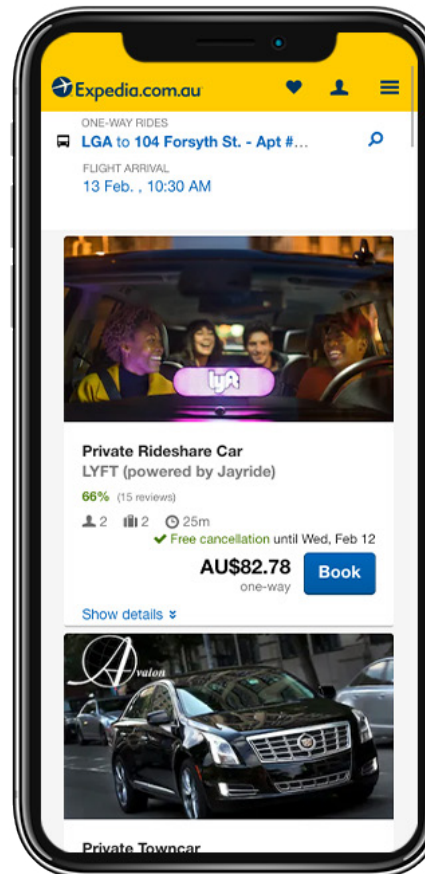 Expedia.com.au
ONE-WAY RIDES
LGA to 104 Forsyth St. - Apt #...
FLIGHT ARRIVAL
13 Feb. , 10:30 AM
lyft
Private Rideshare Car
LYFT (powered by Jayride)
66% (15 reviews)
2 2 25m
Free cancellation until Wed, Feb 12
AU$82.78
one-way
Book
Show details
Avalon
Private Towncar